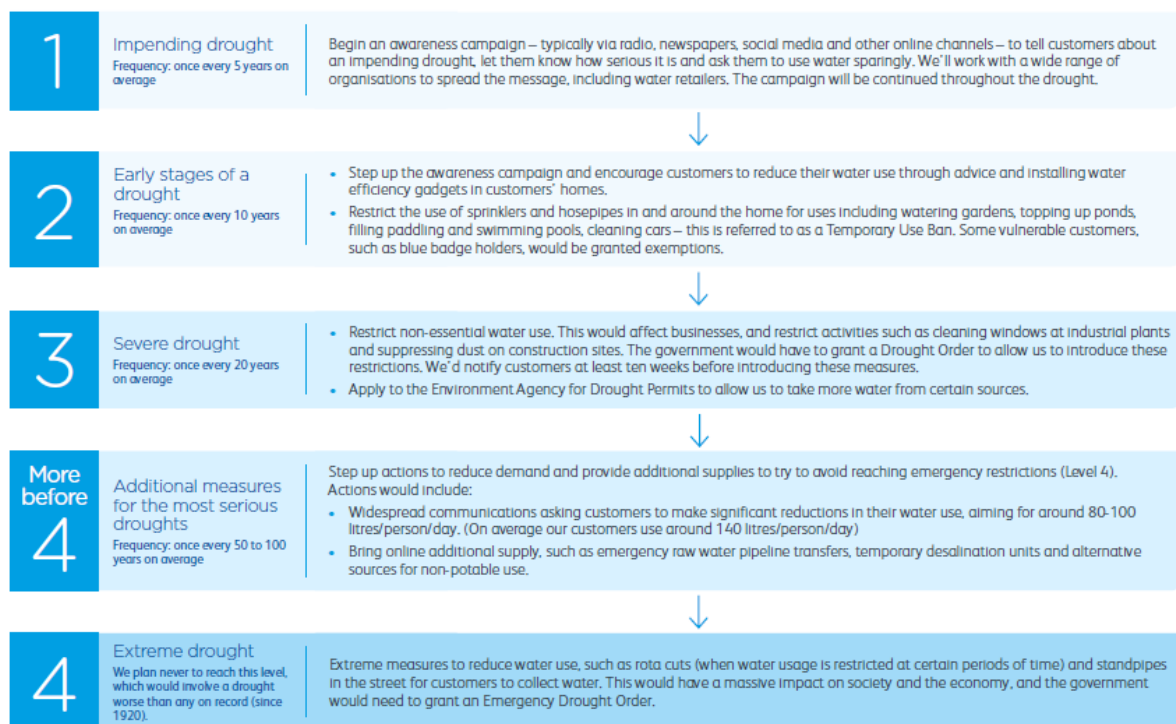 1
Impending drought
Frequency: once every 5 years on
average
Begin an awareness campaign – typically via radio, newspapers, social media and other online channels – to tell customers about
an impending drought, let them know how serious it is and ask them to use water sparingly. We'll work with a wide range of
organisations to spread the message, including water retailers. The campaign will be continued throughout the drought.
2
Early stages of a
drought
Frequency: once every 10 years
on average
• Step up the awareness campaign and encourage customers to reduce their water use through advice and installing water
efficiency gadgets in customers' homes.
• Restrict the use of sprinklers and hosepipes in and around the home for uses including watering gardens, topping up ponds,
filling paddling and swimming pools, cleaning cars – this is referred to as a Temporary Use Ban. Some vulnerable customers,
such as blue badge holders, would be granted exemptions.
3
Severe drought
Frequency: once every 20 years
on average
• Restrict non-essential water use. This would affect businesses, and restrict activities such as cleaning windows at industrial plants
and suppressing dust on construction sites. The government would have to grant a Drought Order to allow us to introduce these
restrictions. We'd notify customers at least ten weeks before introducing these measures.
• Apply to the Environment Agency for Drought Permits to allow us to take more water from certain sources.
More
before
4
Additional measures
for the most serious
droughts
Frequency: once every 50 to 100
years on average
Step up actions to reduce demand and provide additional supplies to try to avoid reaching emergency restrictions (Level 4).
Actions would include:
• Widespread communications asking customers to make significant reductions in their water use, aiming for around 80-100
litres/person/day. (On average our customers use around 140 litres/person/day)
• Bring online additional supply, such as emergency raw water pipeline transfers, temporary desalination units and alternative
sources for non-potable use.
4
Extreme drought
We plan never to reach this level,
which would involve a drought
worse than any on record (since
1920).
Extreme measures to reduce water use, such as rota cuts (when water usage is restricted at certain periods of time) and standpipes
in the street for customers to collect water. This would have a massive impact on society and the economy, and the government
would need to grant an Emergency Drought Order.